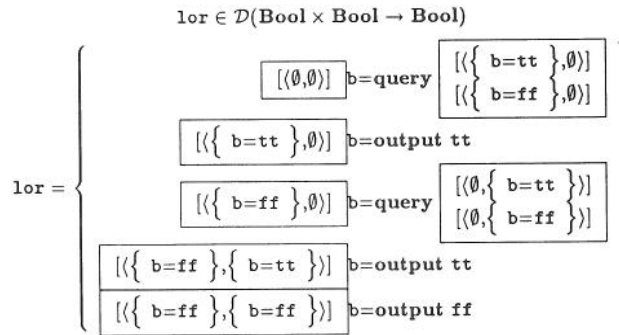 lor ∈ 𝒟(Bool × Bool → Bool)
[⟨∅,∅⟩] b=query [⟨{ b=tt },∅⟩]
[⟨{ b=ff },∅⟩]
[⟨{ b=tt },∅⟩] b=output tt
lor = { [⟨{ b=ff },∅⟩] b=query [⟨∅,{ b=tt }⟩]
[⟨∅,{ b=ff }⟩]
[⟨{ b=ff },{ b=tt }⟩] b=output tt
[⟨{ b=ff },{ b=ff }⟩] b=output ff